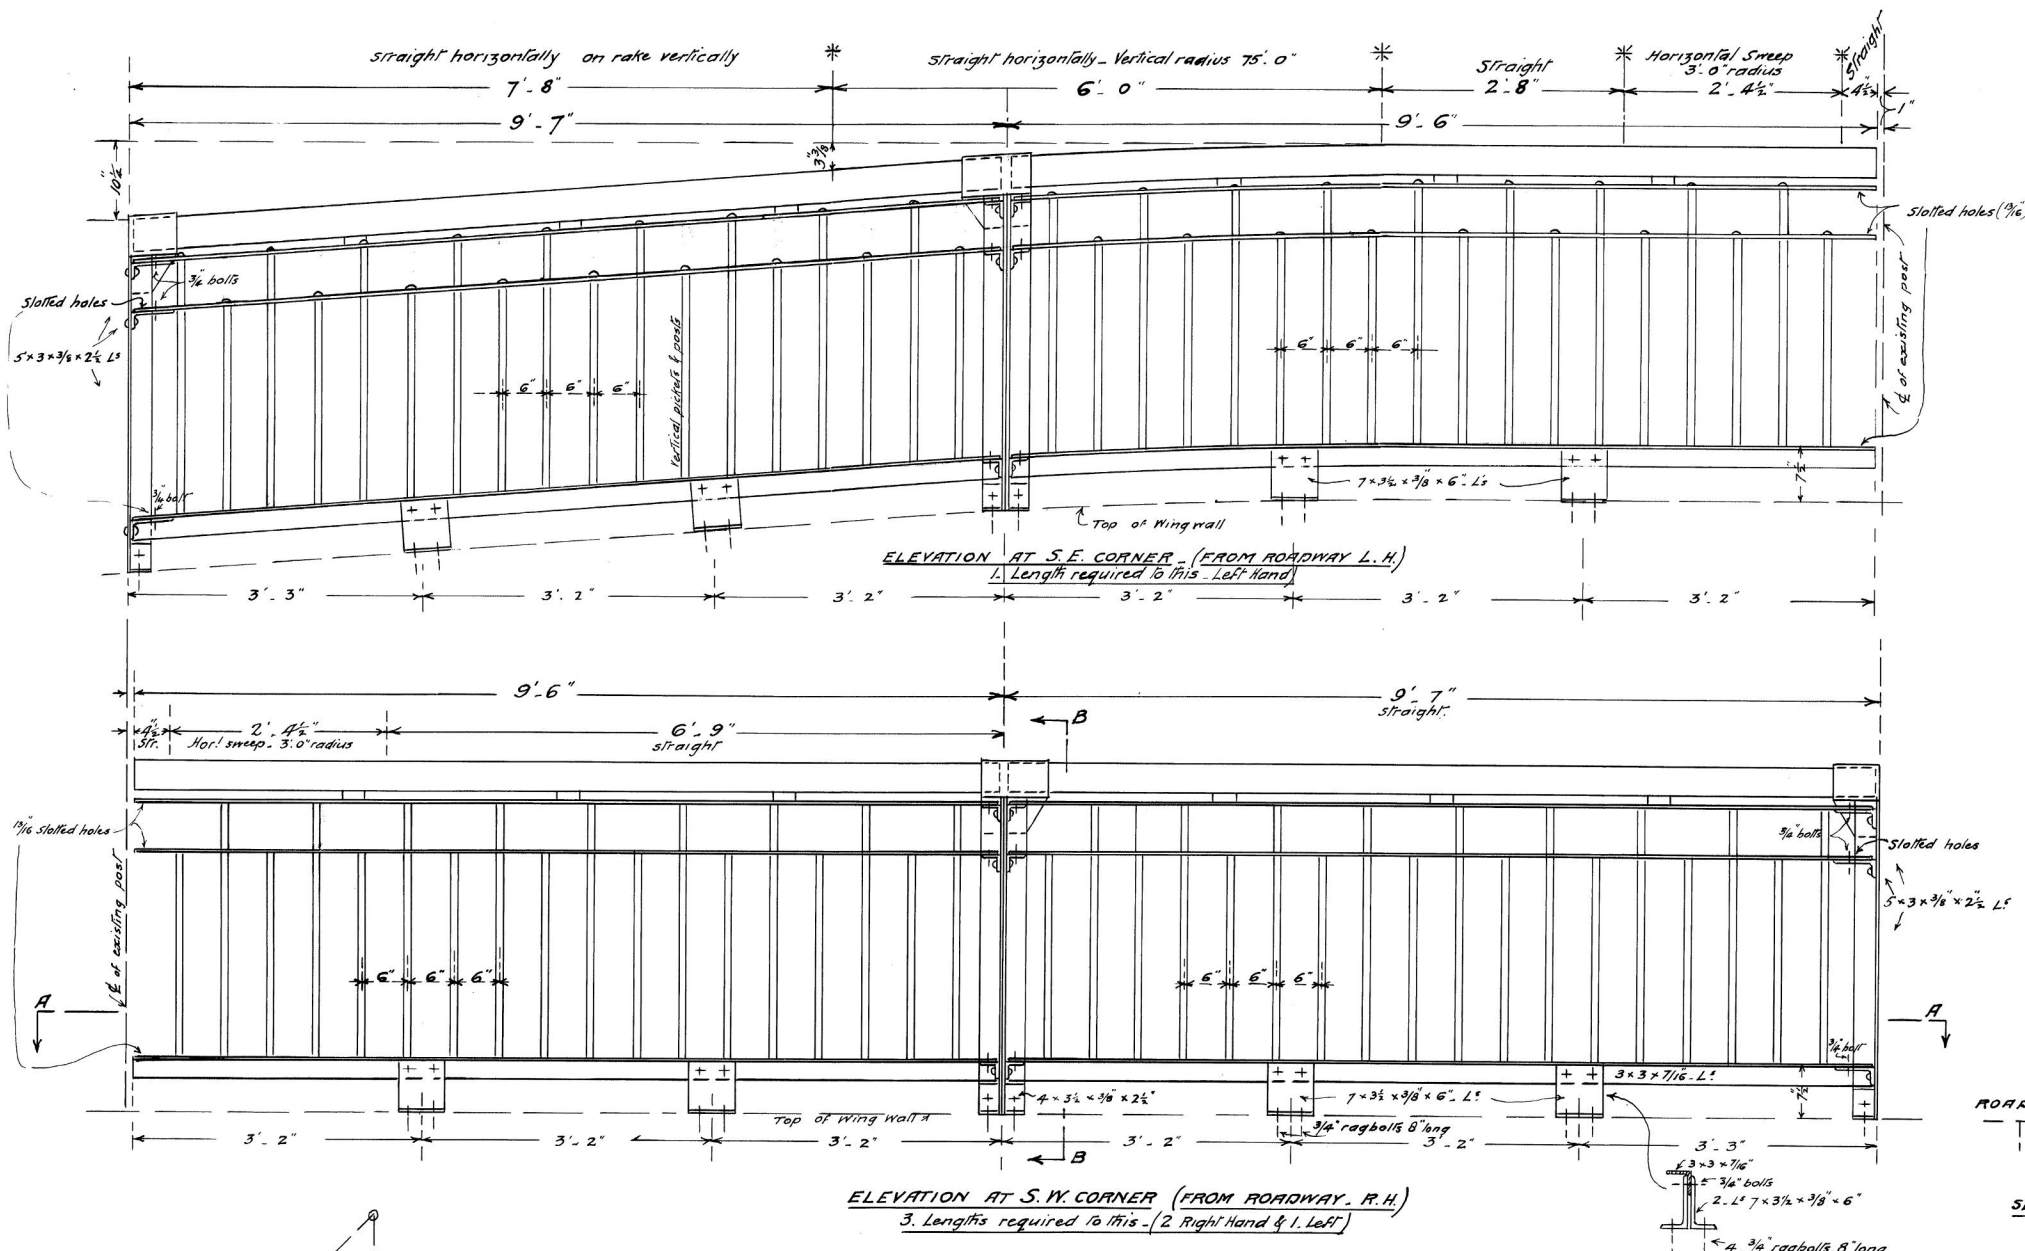 Straight horizontally on rake vertically
Straight horizontally - Vertical radius 75'.0"
Straight
Horizontal Sweep
3'.0" radius
Straight
7'-8"
6'-0"
2'-8"
2'-4½"
4½"
1"
9'-7"
9'-6"
10½"
3⅜"
Slotted holes (13/16"
¾" bolts
Slotted holes
5 × 3 × 3/8 × 2½ Ls
℄ of existing post
6" 6" 6"
6" 6" 6"
Vertical pickets & posts
¾ bolt
7 × 3½ × 3/8 × 6" Ls
7½"
Top of Wing wall
ELEVATION AT S.E. CORNER - (FROM ROADWAY L.H.)
1. Length required to this - Left Hand
3'-3"
3'-2"
3'-2"
3'-2"
3'-2"
3'-2"
9'-6"
9'-7"
straight.
4½"
Str.
2'.4½"
Hor! sweep - 3'.0" radius
6'-9"
straight
B
13/16 slotted holes
¾" bolts
Slotted holes
5 × 3 × 3/8 × 2½" Ls
℄ of existing post
6" 6" 6"
6" 6" 6"
A
A
¾" bolt
3 × 3 × 7/16 - Ls
7½"
4 × 3½ × 3/8 × 2½"
7 × 3½ × 3/8 × 6" Ls
Top of Wing Wall
¾" ragbolts 8" long
3'-2"
3'-2"
3'-2"
3'-2"
3'-2"
3'-3"
B
ROAD
3 × 3 × 7/16"
¾" bolts
2 - Ls 7 × 3½ × 3/8" × 6"
4 ¾" ragbolts 8" long
ELEVATION AT S.W. CORNER (FROM ROADWAY - R.H.)
3. Lengths required to this - (2 Right Hand & 1. Left)